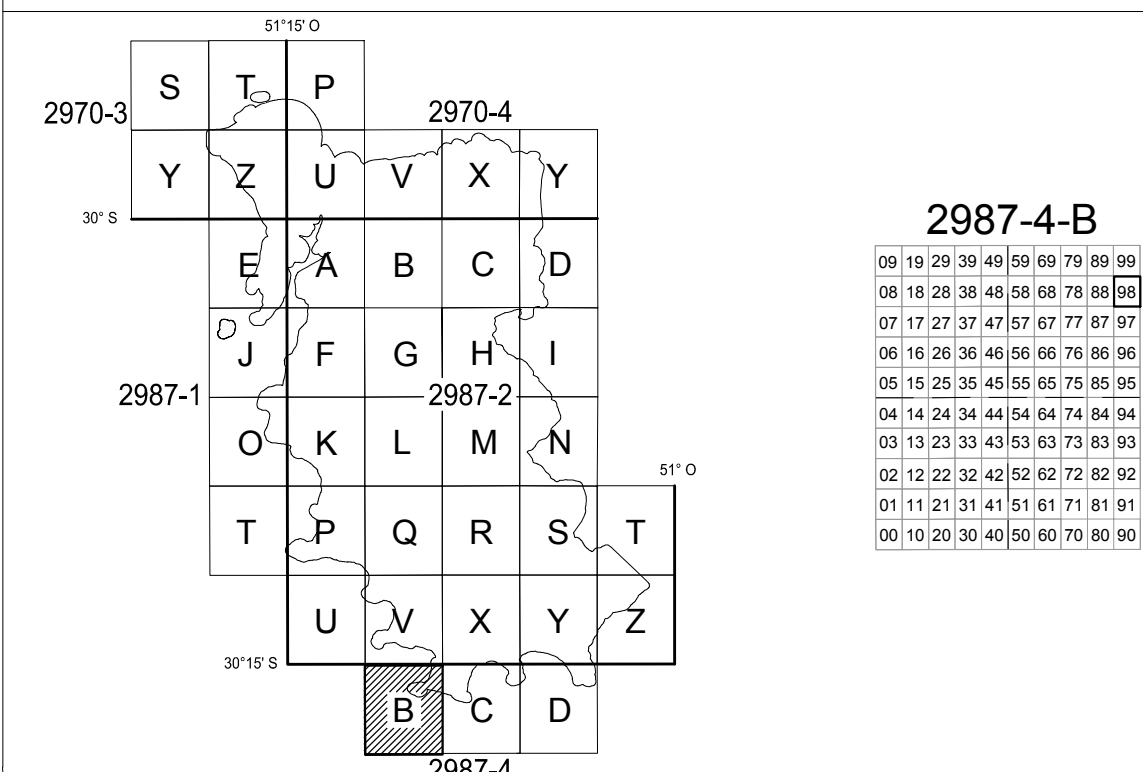 51°15' O
S T P
2970-3 2970-4
Y Z U V X Y
30° S
E A B C D
J F G H I
2987-1 2987-2
O K L M N
51° O
T P Q R S T
U V X Y Z
30°15' S
B C D
2987-4
2987-4-B
09 19 29 39 49 59 69 79 89 99
08 18 28 38 48 58 68 78 88 98
07 17 27 37 47 57 67 77 87 97
06 16 26 36 46 56 66 76 86 96
05 15 25 35 45 55 65 75 85 95
04 14 24 34 44 54 64 74 84 94
03 13 23 33 43 53 63 73 83 93
02 12 22 32 42 52 62 72 82 92
01 11 21 31 41 51 61 71 81 91
00 10 20 30 40 50 60 70 80 90